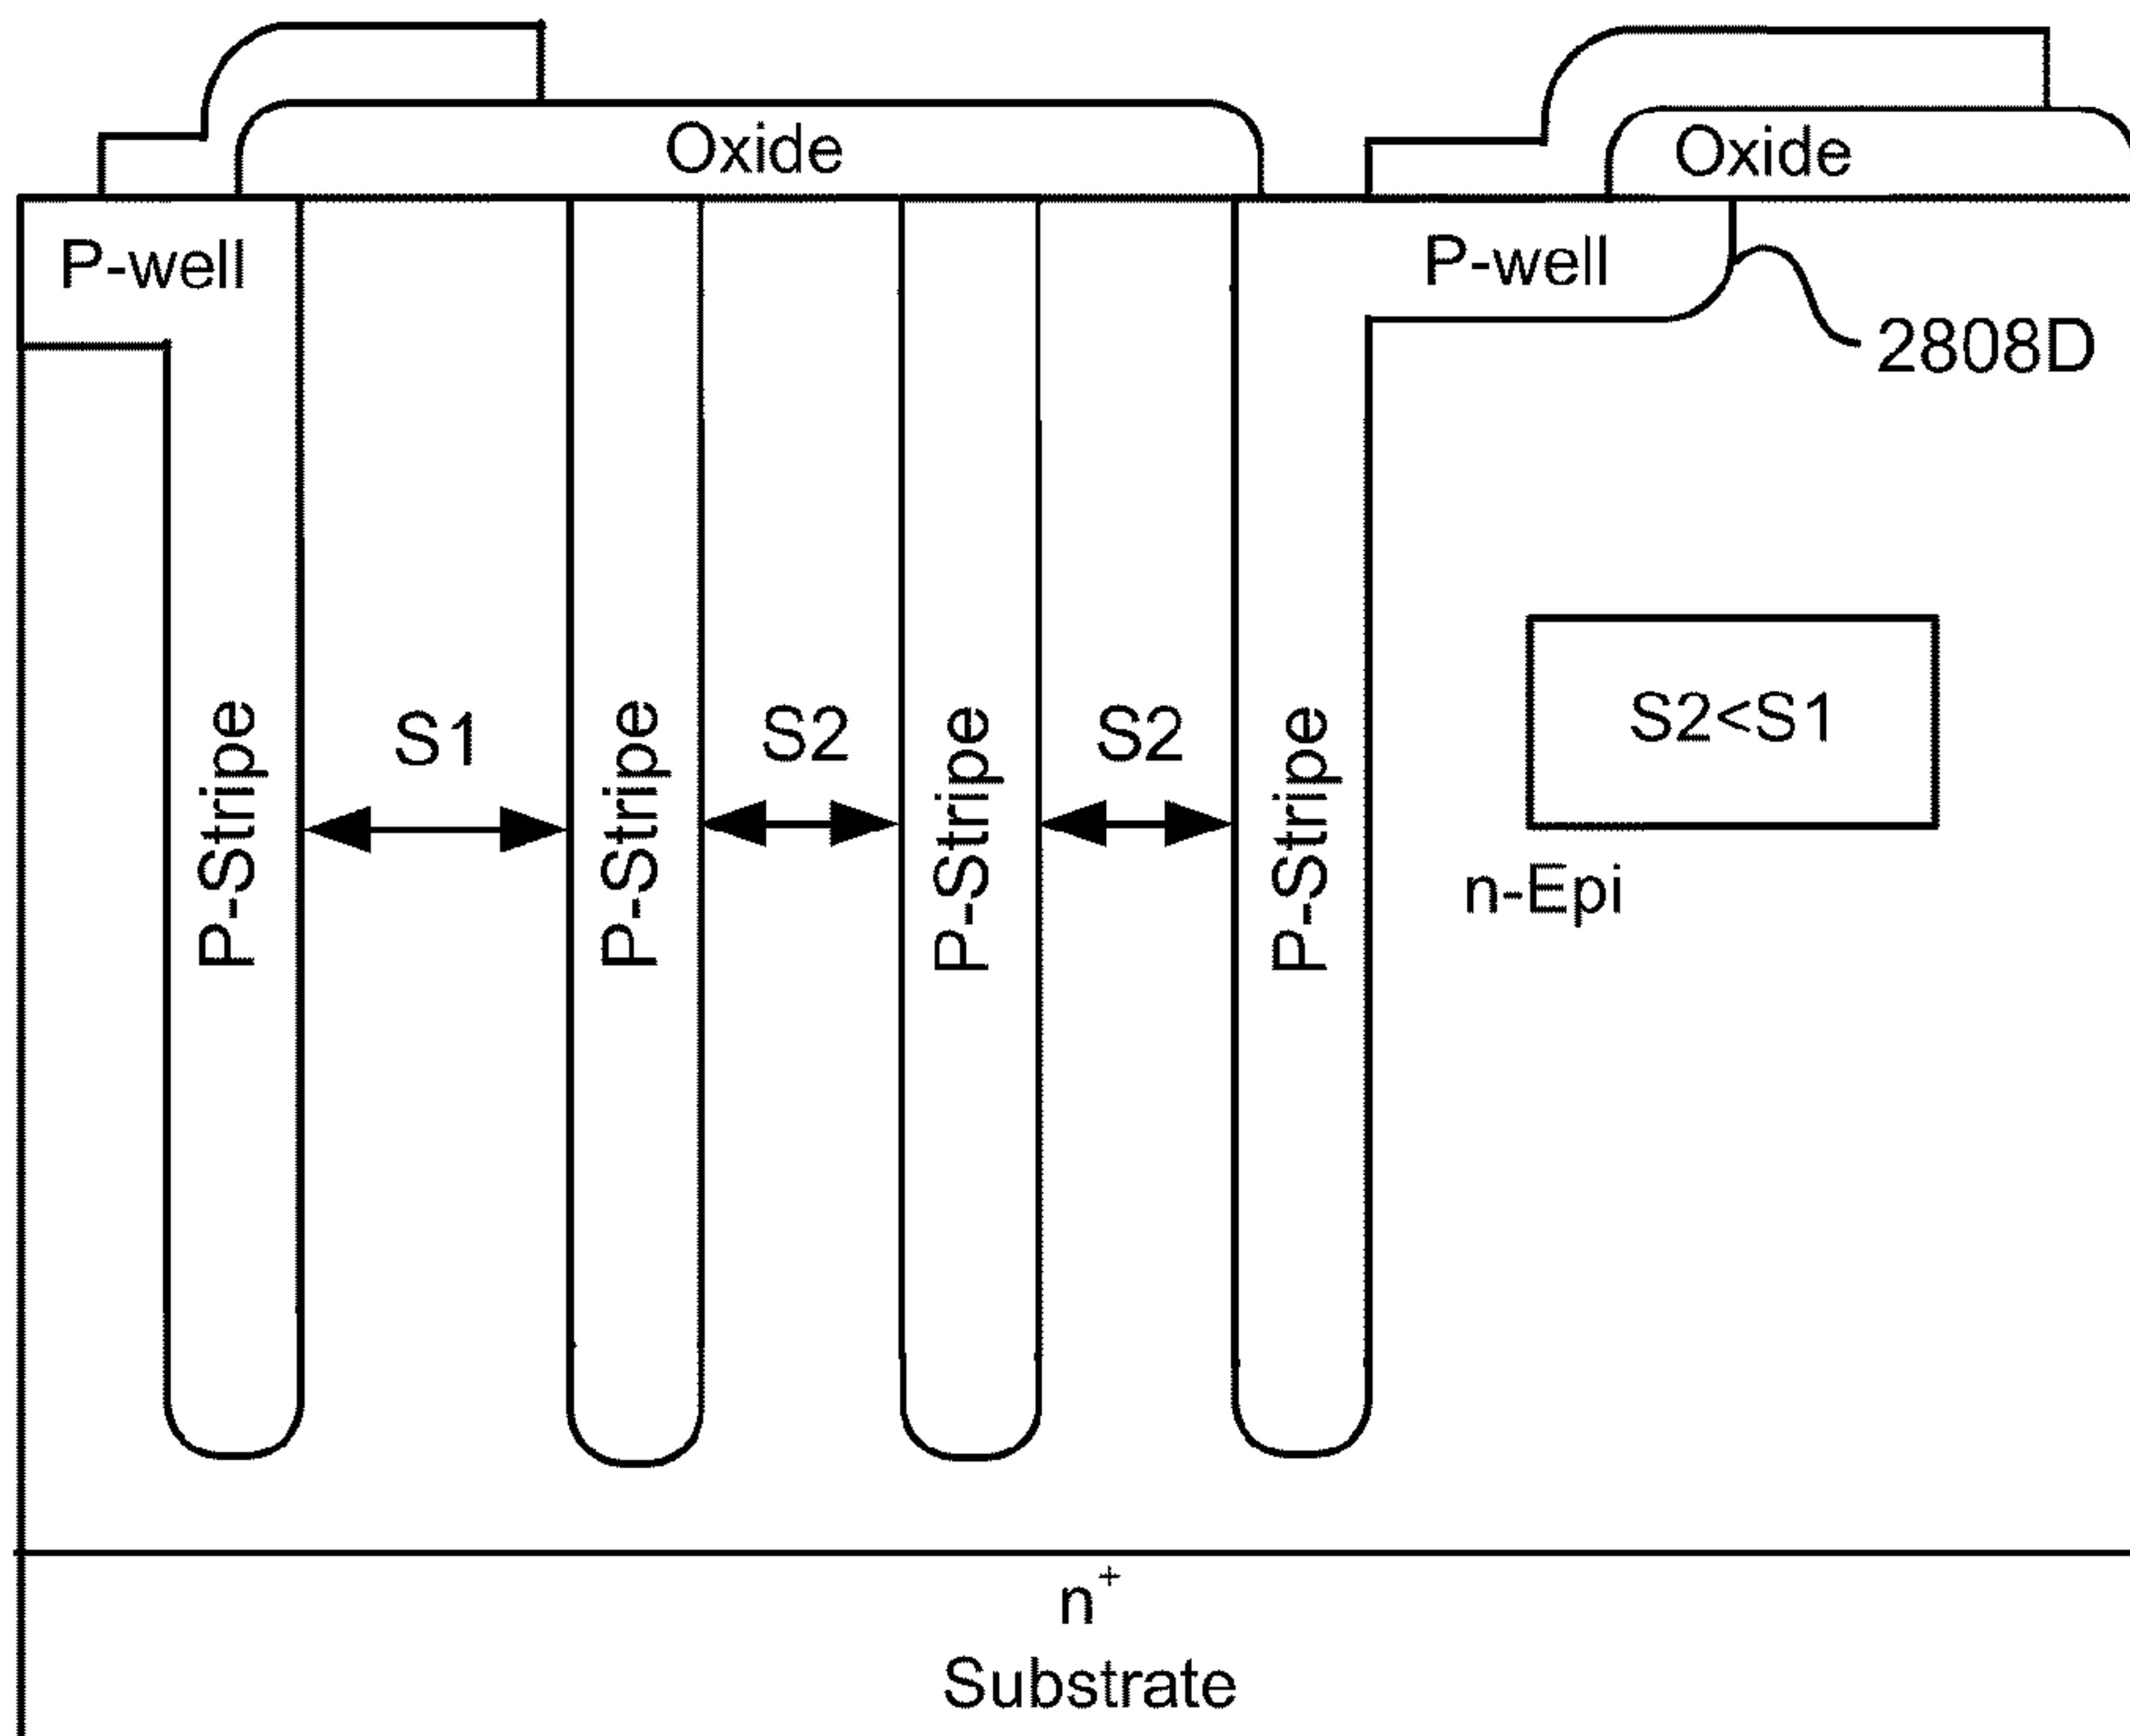 Oxide
Oxide
P-well
P-well
2808D
P-Stripe
S1
P-Stripe
S2
P-Stripe
S2
P-Stripe
S2<S1
n-Epi
n⁺
Substrate